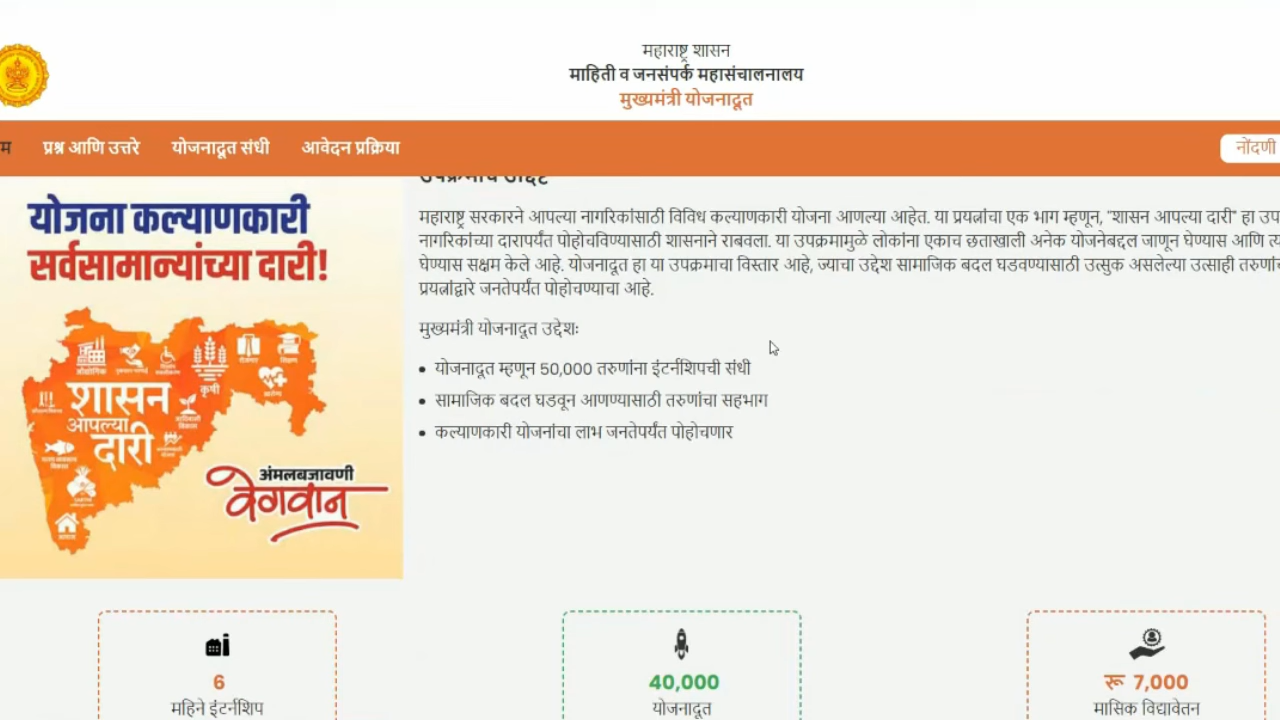 महाराष्ट्र शासन
माहिती व जनसंपर्क महासंचालनालय
मुख्यमंत्री योजनादूत
प्रश्न आणि उत्तरे
योजनादूत संधी
आवेदन प्रक्रिया
नोंदणी
योजना कल्याणकारी
सर्वसामान्यांच्या दारी!
शासन
आपल्या
दारी
कृषी
अंमलबजावणी
वेगवान
महाराष्ट्र सरकारने आपल्या नागरिकांसाठी विविध कल्याणकारी योजना आणल्या आहेत. या प्रयत्नांचा एक भाग म्हणून, "शासन आपल्या दारी" हा उप
नागरिकांच्या दारापर्यंत पोहोचविण्यासाठी शासनाने राबवला. या उपक्रमामुळे लोकांना एकाच छताखाली अनेक योजनेबद्दल जाणून घेण्यास आणि
घेण्यास सक्षम केले आहे. योजनादूत हा या उपक्रमाचा विस्तार आहे, ज्याचा उद्देश सामाजिक बदल घडवण्यासाठी उत्सुक असलेल्या उत्साही
प्रयत्नांद्वारे जनतेपर्यंत पोहोचण्याचा आहे.
मुख्यमंत्री योजनादूत उद्देशः
• योजनादूत म्हणून 50,000 तरुणांना इंटर्नशिपची संधी
• सामाजिक बदल घडवून आणण्यासाठी तरुणांचा सहभाग
• कल्याणकारी योजनांचा लाभ जनतेपर्यंत पोहोचणार
6
महिने इंटर्नशिप
40,000
योजनादूत
रू 7,000
मासिक विद्यावेतन